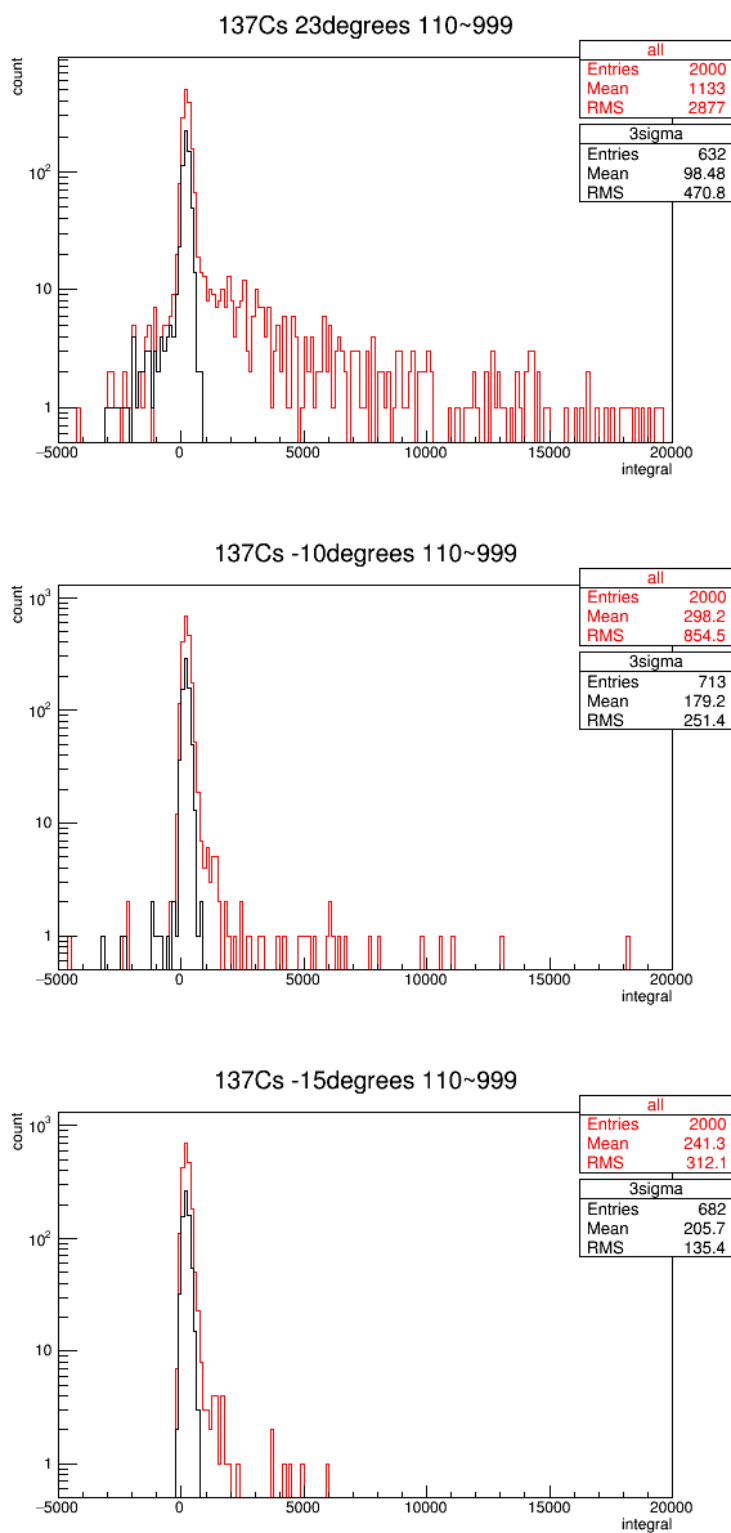 137Cs 23degrees 110~999
count
all
Entries 2000
Mean 1133
RMS 2877
3sigma
Entries 632
Mean 98.48
RMS 470.8
10²
10
1
−5000 0 5000 10000 15000 20000
integral
137Cs -10degrees 110~999
count
all
Entries 2000
Mean 298.2
RMS 854.5
3sigma
Entries 713
Mean 179.2
RMS 251.4
10³
10²
10
1
−5000 0 5000 10000 15000 20000
integral
137Cs -15degrees 110~999
count
all
Entries 2000
Mean 241.3
RMS 312.1
3sigma
Entries 682
Mean 205.7
RMS 135.4
10³
10²
10
1
−5000 0 5000 10000 15000 20000
integral